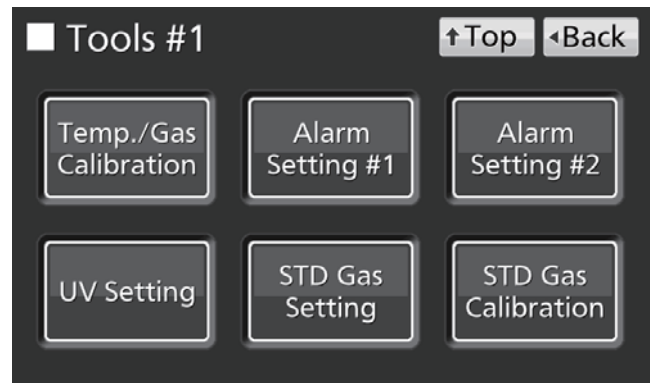 Tools #1
Top
Back
Temp./Gas
Calibration
Alarm
Setting #1
Alarm
Setting #2
UV Setting
STD Gas
Setting
STD Gas
Calibration